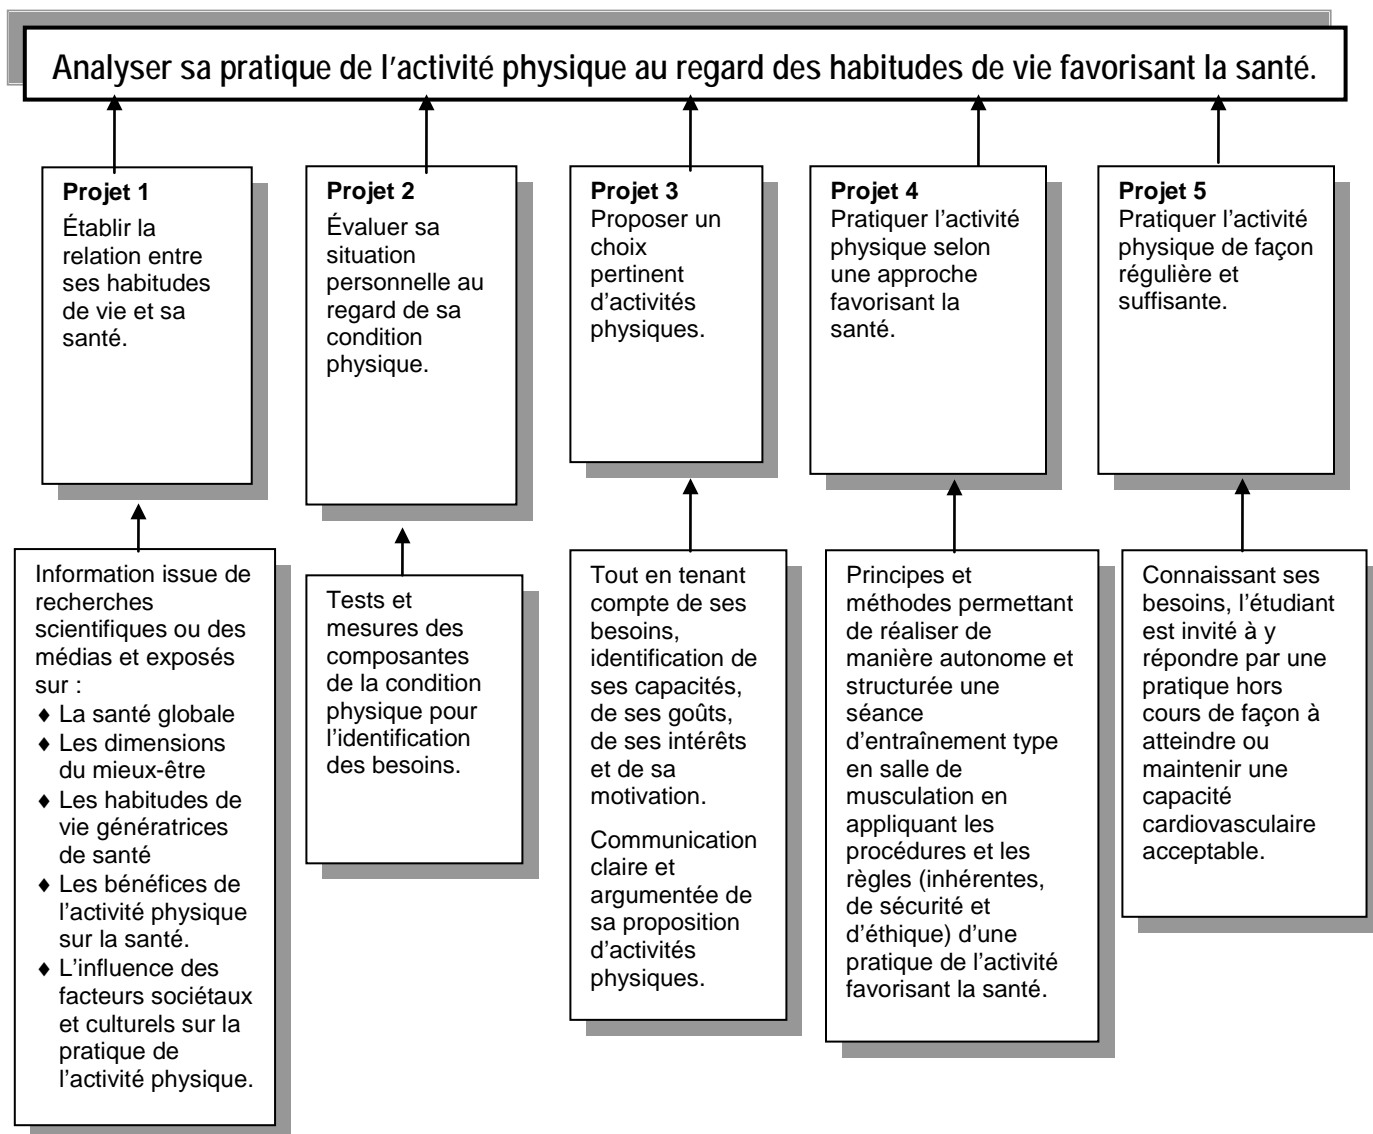 Analyser sa pratique de l'activité physique au regard des habitudes de vie favorisant la santé.
Projet 1
Établir la
relation entre
ses habitudes
de vie et sa
santé.
Projet 2
Évaluer sa
situation
personnelle au
regard de sa
condition
physique.
Projet 3
Proposer un
choix
pertinent
d'activités
physiques.
Projet 4
Pratiquer l'activité
physique selon
une approche
favorisant la
santé.
Projet 5
Pratiquer l'activité
physique de façon
régulière et
suffisante.
Information issue de
recherches
scientifiques ou des
médias et exposés
sur :
♦ La santé globale
♦ Les dimensions
du mieux-être
♦ Les habitudes de
vie génératrices
de santé
♦ Les bénéfices de
l'activité physique
sur la santé.
♦ L'influence des
facteurs sociétaux
et culturels sur la
pratique de
l'activité physique.
Tests et
mesures des
composantes
de la condition
physique pour
l'identification
des besoins.
Tout en tenant
compte de ses
besoins,
identification de
ses capacités,
de ses goûts,
de ses intérêts
et de sa
motivation.
Communication
claire et
argumentée de
sa proposition
d'activités
physiques.
Principes et
méthodes permettant
de réaliser de
manière autonome et
structurée une
séance
d'entraînement type
en salle de
musculation en
appliquant les
procédures et les
règles (inhérentes,
de sécurité et
d'éthique) d'une
pratique de l'activité
favorisant la santé.
Connaissant ses
besoins, l'étudiant
est invité à y
répondre par une
pratique hors
cours de façon à
atteindre ou
maintenir une
capacité
cardiovasculaire
acceptable.